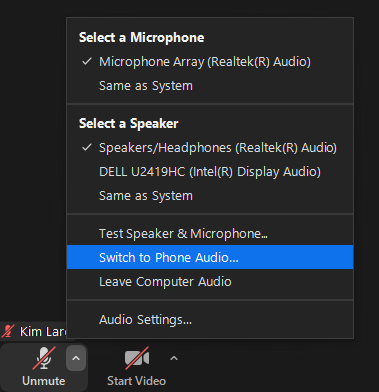 Select a Microphone
Microphone Array (Realtek(R) Audio)
Same as System
Select a Speaker
Speakers/Headphones (Realtek(R) Audio)
DELL U2419HC (Intel(R) Display Audio)
Same as System
Test Speaker & Microphone...
Switch to Phone Audio...
Leave Computer Audio
Audio Settings...
Kim
Unmute
Start Video